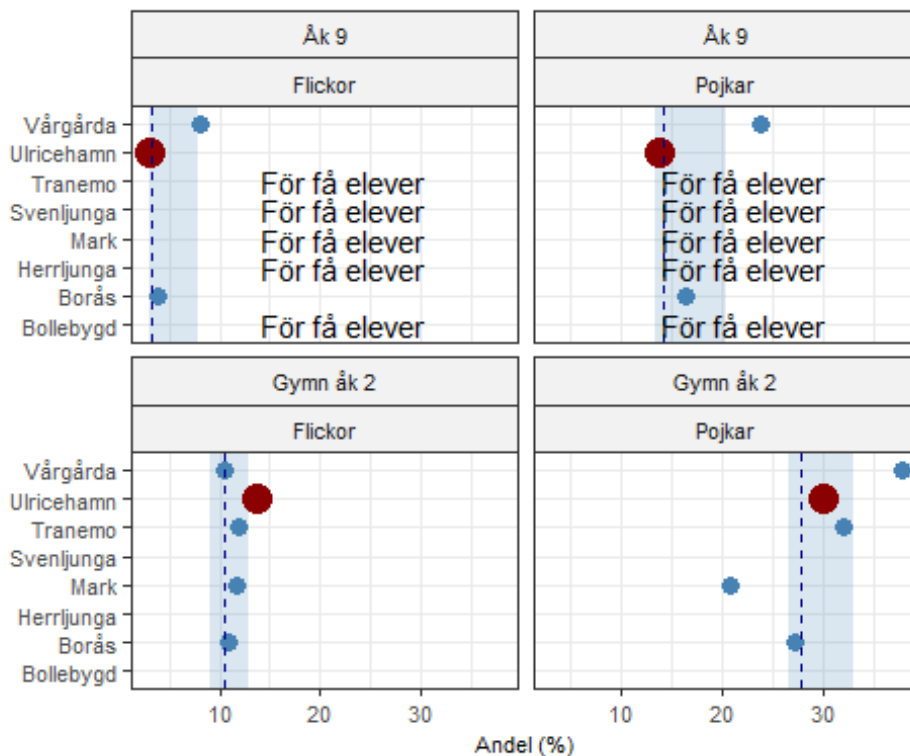 Åk 9
Åk 9
Flickor
Pojkar
Vårgårda
Ulricehamn
Tranemo För få elever För få elever
Svenljunga För få elever För få elever
Mark För få elever För få elever
Herrljunga För få elever För få elever
Borås
Bollebygd För få elever För få elever
Gymn åk 2
Gymn åk 2
Flickor
Pojkar
Vårgårda
Ulricehamn
Tranemo
Svenljunga
Mark
Herrljunga
Borås
Bollebygd
10 20 30 10 20 30
Andel (%)